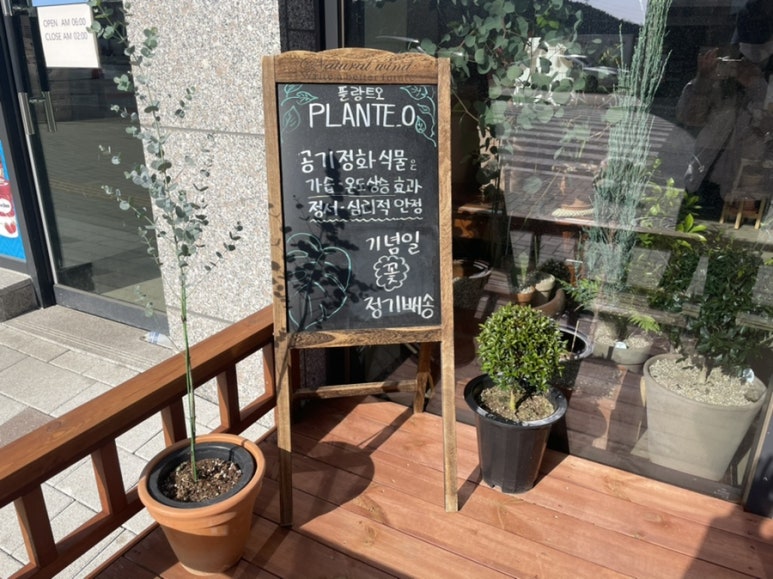 OPEN. AM 06:00
CLOSE AM 02:00
Natural wind
플랑트오
PLANTE_O
공기정화 식물은
가습·온도상승 효과
정서·심리적 안정
기념일
꽃
정기배송